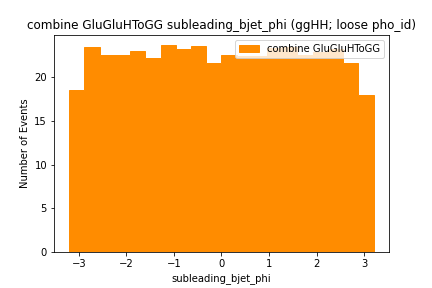 combine GluGluHToGG subleading_bjet_phi (ggHH; loose pho_id)
combine GluGluHToGG
Number of Events
20
15
10
5
0
−3 −2 −1 0 1 2 3
subleading_bjet_phi